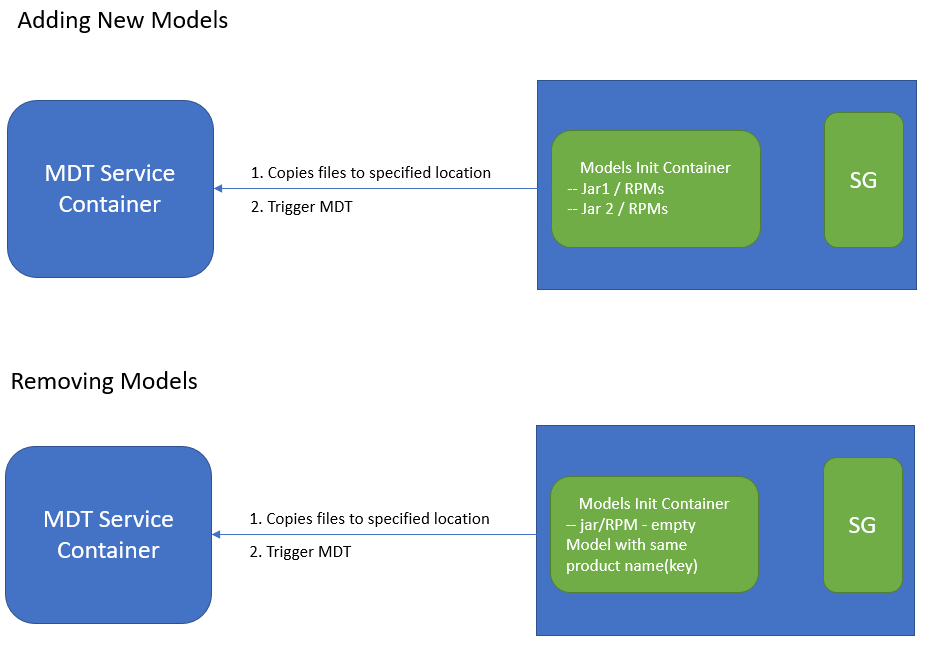 Adding New Models
MDT Service
Container
1. Copies files to specified location
2. Trigger MDT
Models Init Container
-- Jar1 / RPMs
-- Jar 2 / RPMs
SG
Removing Models
MDT Service
Container
1. Copies files to specified location
2. Trigger MDT
Models Init Container
-- jar/RPM - empty
Model with same
product name(key)
SG